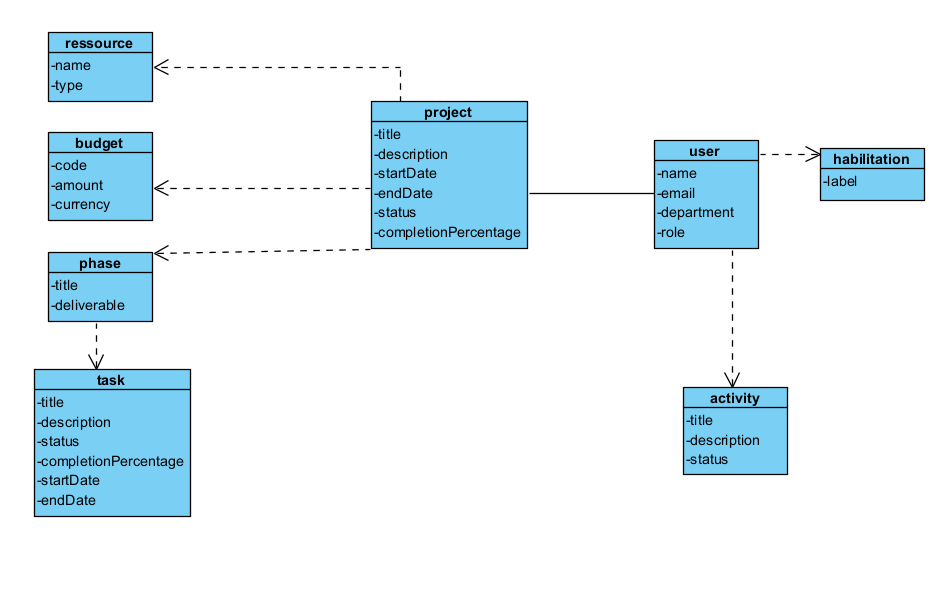 ressource
-name
-type
budget
-code
-amount
-currency
phase
-title
-deliverable
task
-title
-description
-status
-completionPercentage
-startDate
-endDate
project
-title
-description
-startDate
-endDate
-status
-completionPercentage
user
-name
-email
-department
-role
habilitation
-label
activity
-title
-description
-status